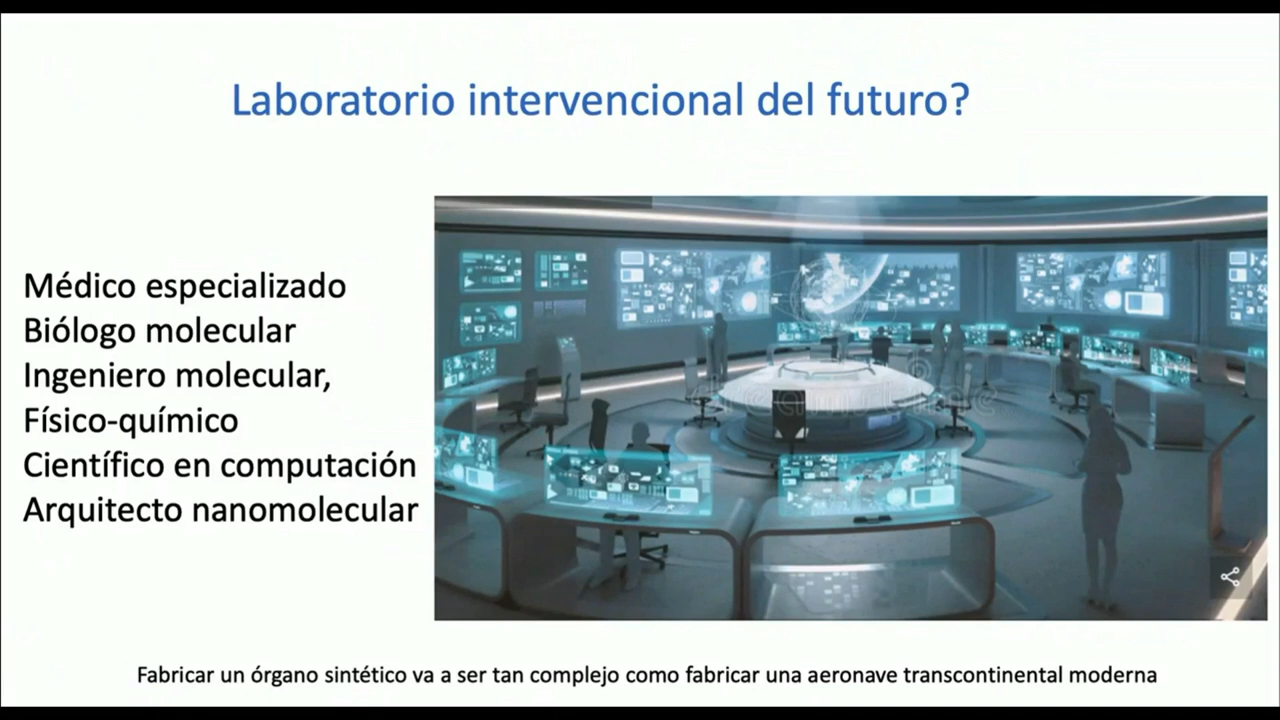 Laboratorio intervencional del futuro?
Médico especializado
Biólogo molecular
Ingeniero molecular,
Físico-químico
Científico en computación
Arquitecto nanomolecular
dreamstime
Fabricar un órgano sintético va a ser tan complejo como fabricar una aeronave transcontinental moderna